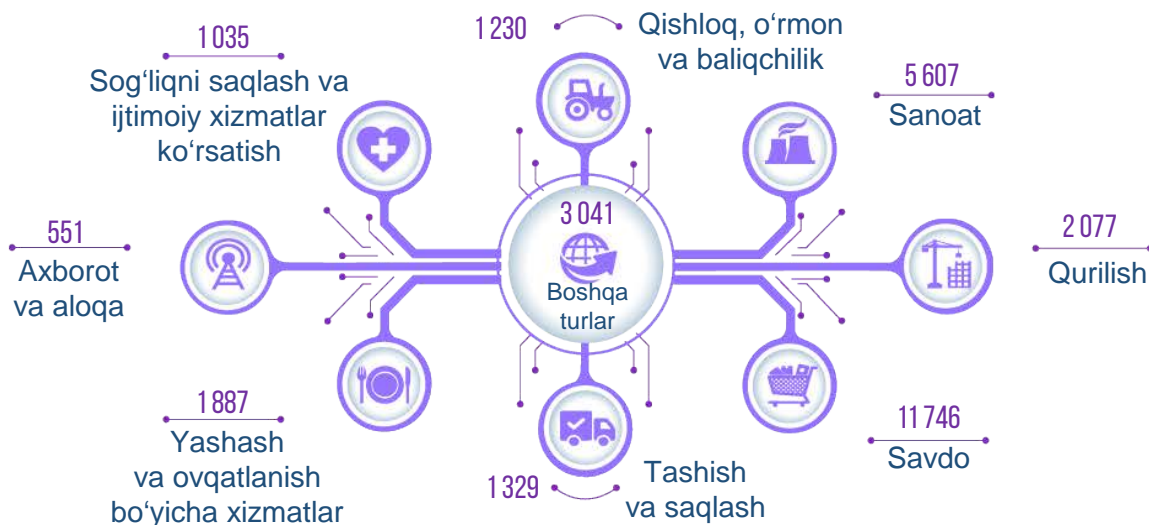 1 035
Sog‘liqni saqlash va
ijtimoiy xizmatlar
ko‘rsatish
1 230
Qishloq, o‘rmon
va baliqchilik
5 607
Sanoat
551
Axborot
va aloqa
3 041
Boshqa
turlar
2 077
Qurilish
1 887
Yashash
va ovqatlanish
bo‘yicha xizmatlar
1 329
Tashish
va saqlash
11 746
Savdo